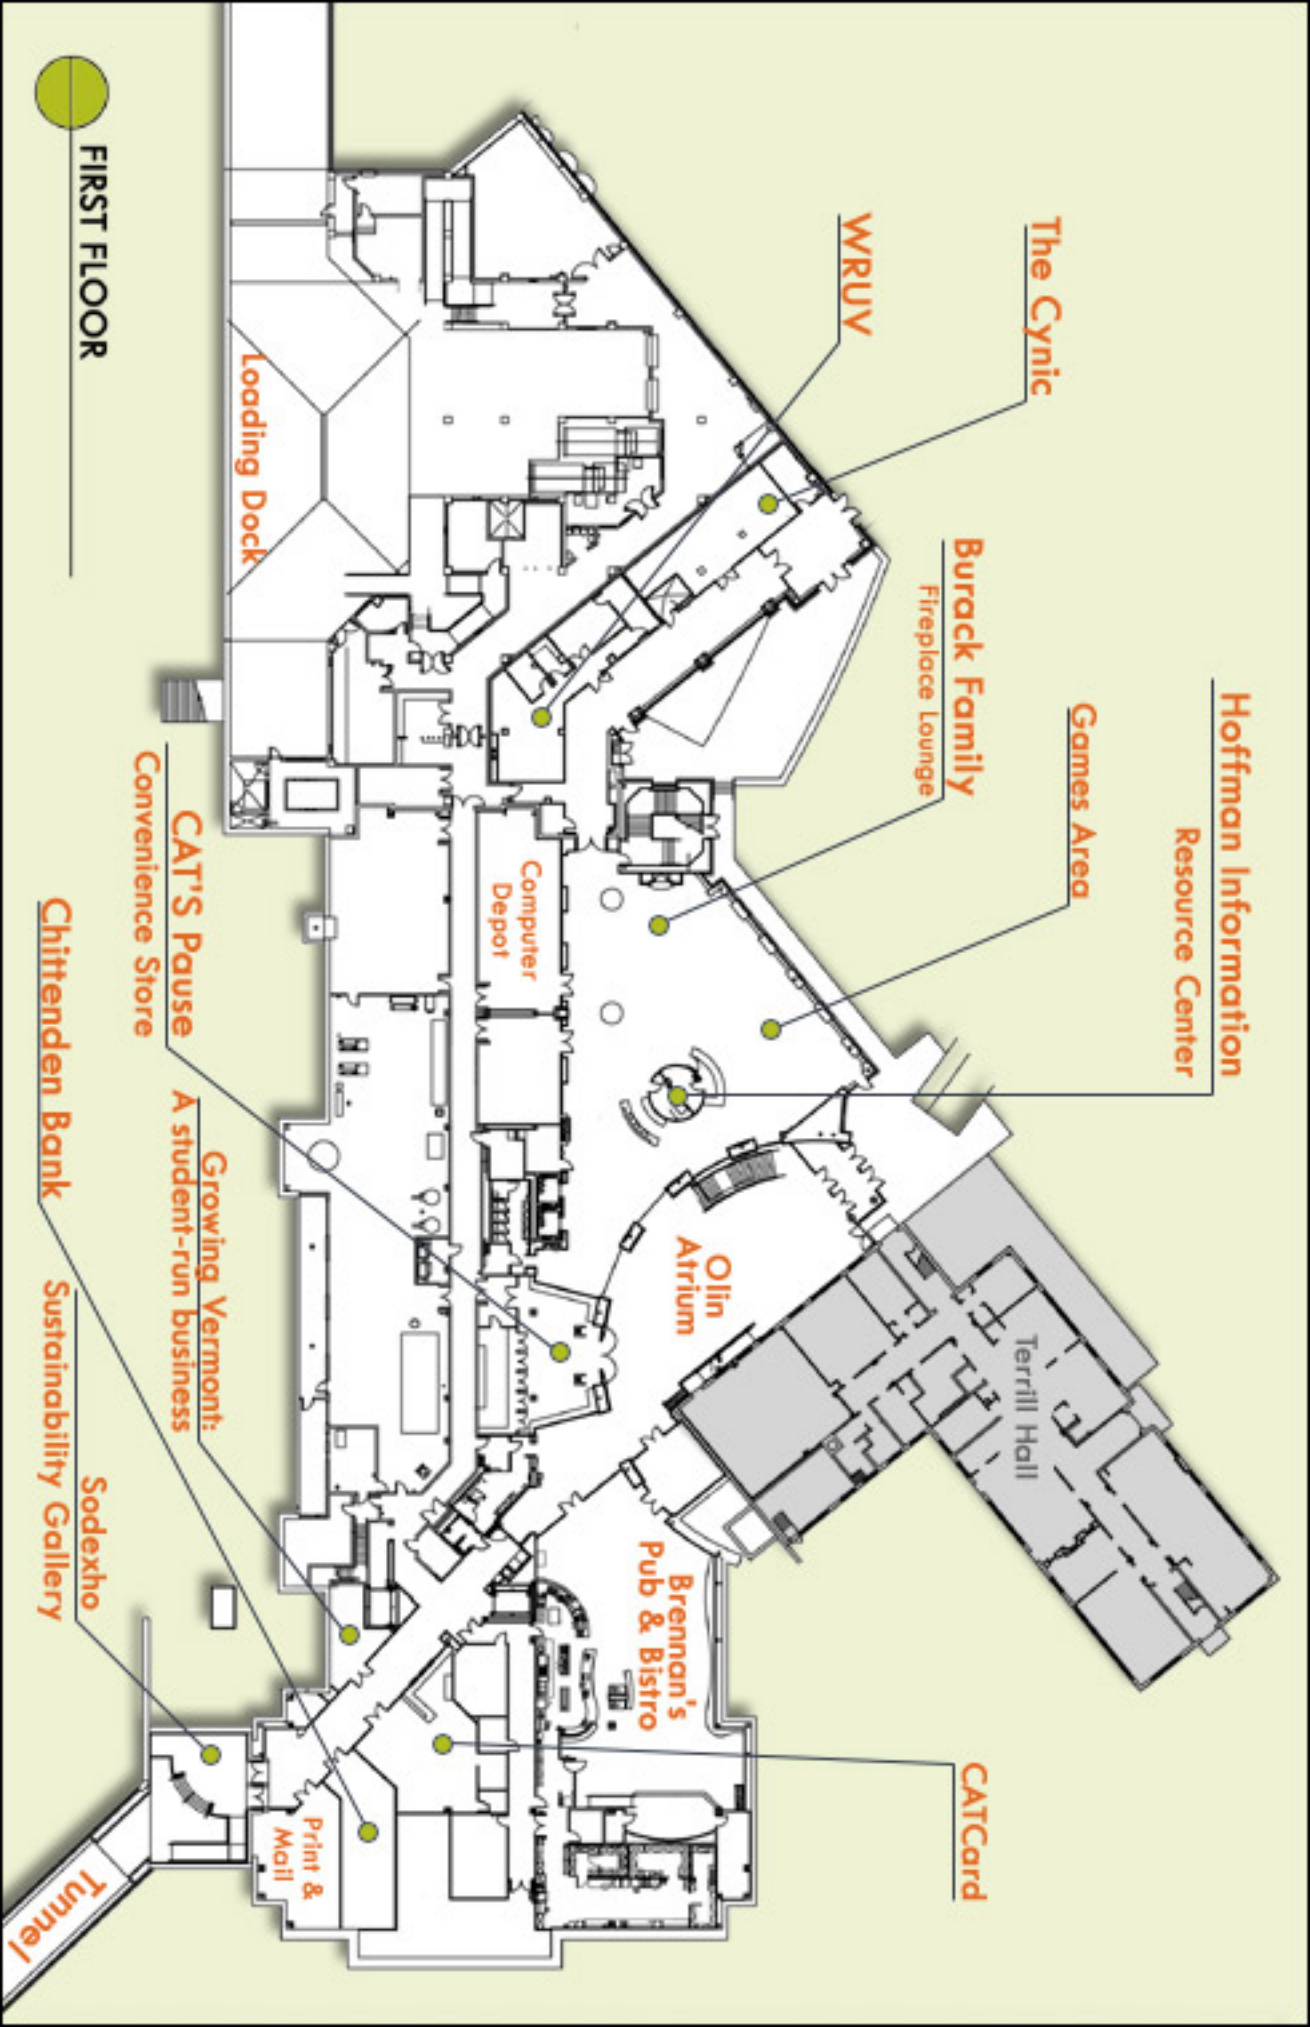 Hoffman Information
Resource Center
The Cynic
Games Area
Burack Family
Fireplace Lounge
CATCard
WRUV
Terrill Hall
Olin
Atrium
Brennan's
Pub & Bistro
Computer
Depot
Print &
Mail
Loading Dock
Growing Vermont:
A student-run business
CAT'S Pause
Convenience Store
FIRST FLOOR
Sodexho
Sustainability Gallery
Chittenden Bank
Tunnel